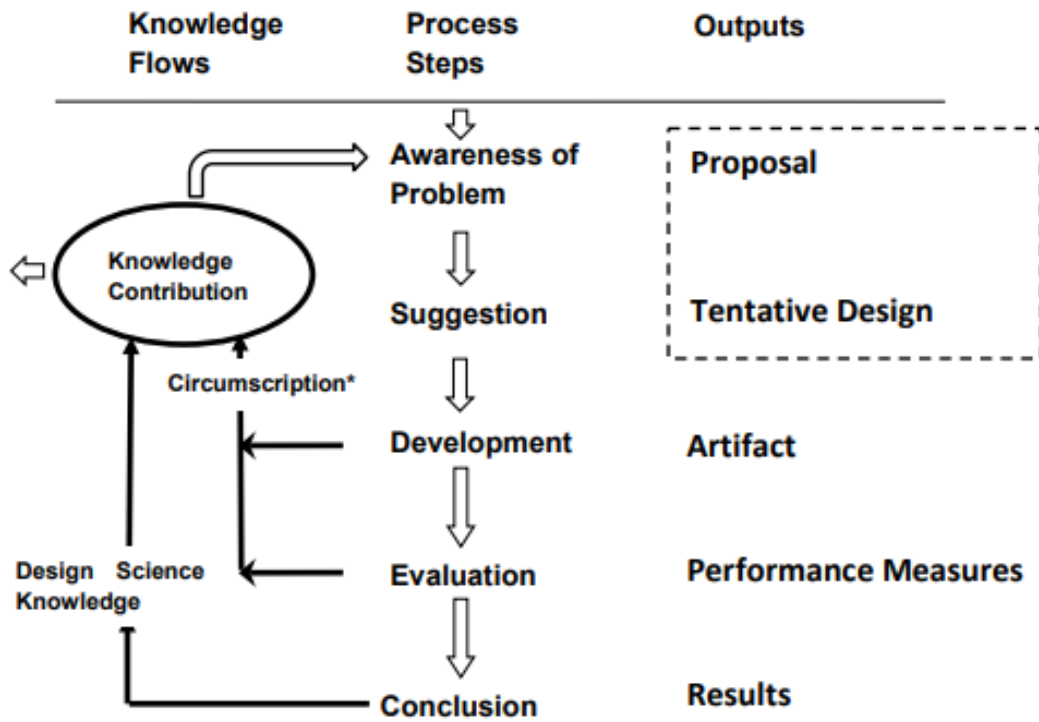 Knowledge
Flows
Process
Steps
Outputs
Awareness of
Problem
Proposal
Knowledge
Contribution
Suggestion
Tentative Design
Circumscription*
Development
Artifact
Design Science
Knowledge
Evaluation
Performance Measures
Conclusion
Results